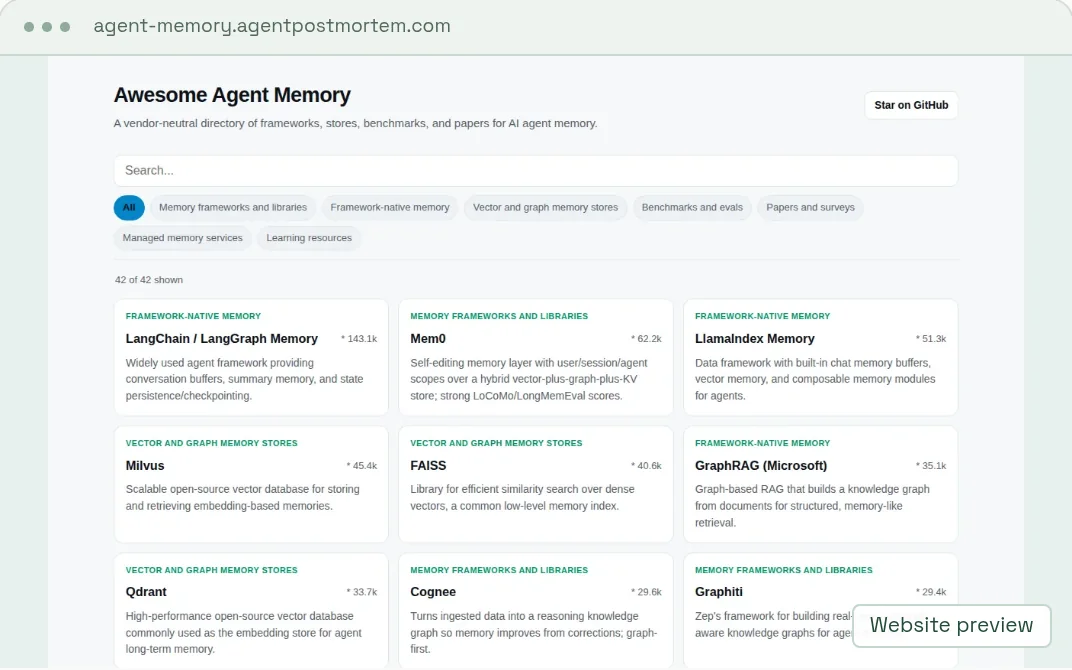 agent-memory.agentpostmortem.com
Awesome Agent Memory
A vendor-neutral directory of frameworks, stores, benchmarks, and papers for AI agent memory.
Star on GitHub
Search...
All
Memory frameworks and libraries
Framework-native memory
Vector and graph memory stores
Benchmarks and evals
Papers and surveys
Managed memory services
Learning resources
42 of 42 shown
FRAMEWORK-NATIVE MEMORY
LangChain / LangGraph Memory
* 143.1k
Widely used agent framework providing
conversation buffers, summary memory, and state
persistence/checkpointing.
MEMORY FRAMEWORKS AND LIBRARIES
Mem0
* 62.2k
Self-editing memory layer with user/session/agent
scopes over a hybrid vector-plus-graph-plus-KV
store; strong LoCoMo/LongMemEval scores.
FRAMEWORK-NATIVE MEMORY
LlamaIndex Memory
* 51.3k
Data framework with built-in chat memory buffers,
vector memory, and composable memory modules
for agents.
VECTOR AND GRAPH MEMORY STORES
Milvus
* 45.4k
Scalable open-source vector database for storing
and retrieving embedding-based memories.
VECTOR AND GRAPH MEMORY STORES
FAISS
* 40.6k
Library for efficient similarity search over dense
vectors, a common low-level memory index.
FRAMEWORK-NATIVE MEMORY
GraphRAG (Microsoft)
* 35.1k
Graph-based RAG that builds a knowledge graph
from documents for structured, memory-like
retrieval.
VECTOR AND GRAPH MEMORY STORES
Qdrant
* 33.7k
High-performance open-source vector database
commonly used as the embedding store for agent
long-term memory.
MEMORY FRAMEWORKS AND LIBRARIES
Cognee
* 29.6k
Turns ingested data into a reasoning knowledge
graph so memory improves from corrections; graph-
first.
MEMORY FRAMEWORKS AND LIBRARIES
Graphiti
* 29.4k
Zep's framework for building real-
aware knowledge graphs for
Website preview